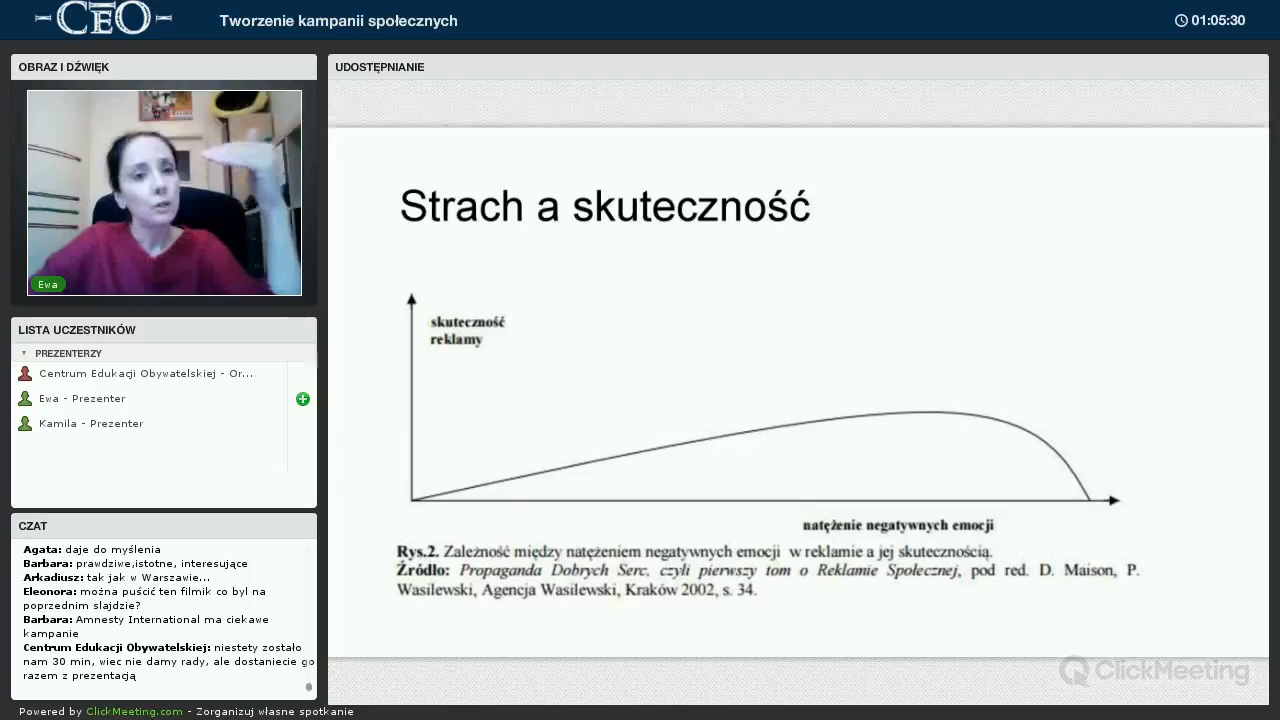 CEO
Tworzenie kampanii społecznych
01:05:30
OBRAZ I DŹWIĘK
Ewa
LISTA UCZESTNIKÓW
PREZENTERZY
Centrum Edukacji Obywatelskiej - Or...
Ewa - Prezenter
Kamila - Prezenter
CZAT
Agata: daje do myślenia
Barbara: prawdziwe,istotne, interesujące
Arkadiusz: tak jak w Warszawie...
Eleonora: można puścić ten filmik co byl na
poprzednim slajdzie?
Barbara: Amnesty International ma ciekawe
kampanie
Centrum Edukacji Obywatelskiej: niestety zostało
nam 30 min, wiec nie damy rady, ale dostaniecie go
razem z prezentacją
Powered by ClickMeeting.com - Zorganizuj własne spotkanie
UDOSTĘPNIANIE
Strach a skuteczność
skuteczność
reklamy
natężenie negatywnych emocji
Rys.2. Zależność między natężeniem negatywnych emocji w reklamie a jej skutecznością.
Źródło: Propaganda Dobrych Serc, czyli pierwszy tom o Reklamie Społecznej, pod red. D. Maison, P.
Wasilewski, Agencja Wasilewski, Kraków 2002, s. 34.
ClickMeeting